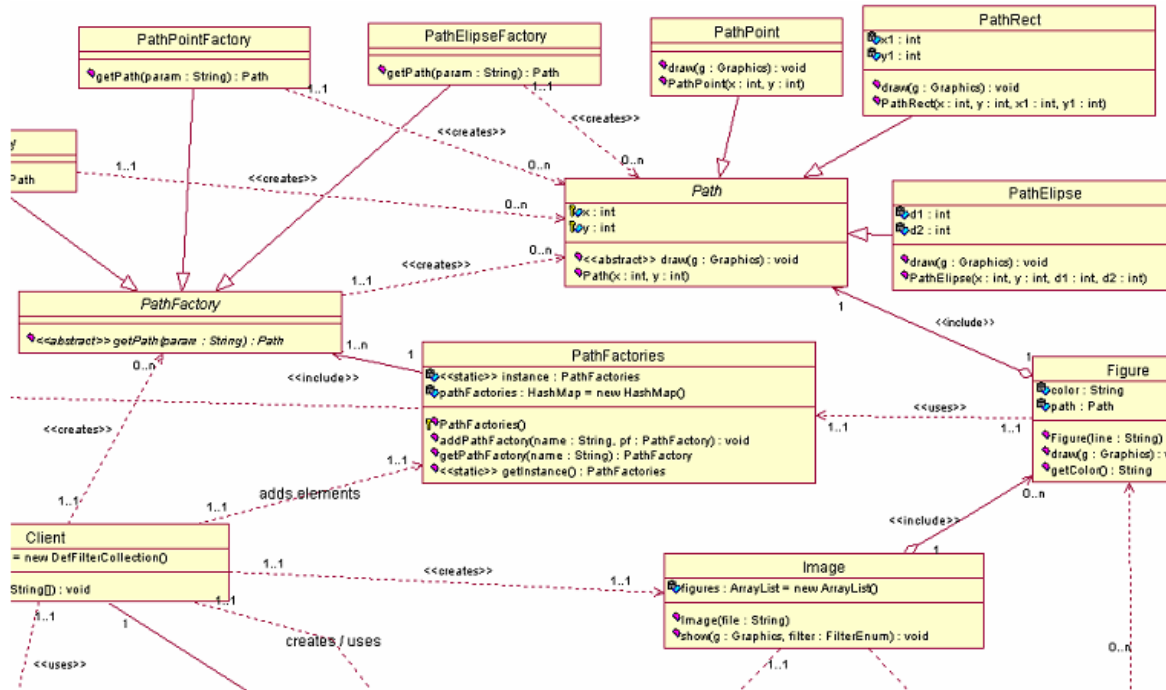 PathPointFactory
getPath(param : String) : Path
PathElipseFactory
getPath(param : String) : Path
PathPoint
draw(g : Graphics) : void
PathPoint(x : int, y : int)
PathRect
x1 : int
y1 : int
draw(g : Graphics) : void
PathRect(x : int, y : int, x1 : int, y1 : int)
1..1
<<creates>>
0..n
1..1
<<creates>>
0..n
Path
1..1
<<creates>>
0..n
Path
x : int
y : int
<<abstract>> draw(g : Graphics) : void
Path(x : int, y : int)
PathElipse
d1 : int
d2 : int
draw(g : Graphics) : void
PathElipse(x : int, y : int, d1 : int, d2 : int)
1..1
<<creates>>
0..n
PathFactory
<<abstract>> getPath(param : String) : Path
1
<<include>>
1
1..n
<<include>>
1
PathFactories
<<static>> instance : PathFactories
pathFactories : HashMap = new HashMap()
PathFactories()
addPathFactory(name : String, pf : PathFactory) : void
getPathFactory(name : String) : PathFactory
<<static>> getInstance() : PathFactories
Figure
color : String
path : Path
Figure(line : String)
draw(g : Graphics) : v
getColor() : String
<<uses>>
1..1
1..1
0..n
<<creates>>
1..1
1..1
adds elements
1..1
0..n
<<include>>
1
Client
= new DefFilterCollection()
String[]) : void
1..1
<<creates>>
1..1
Image
figures : ArrayList = new ArrayList()
Image(file : String)
show(g : Graphics, filter : FilterEnum) : void
1..1
<<uses>>
1
1..1
creates / uses
1..1
0..n